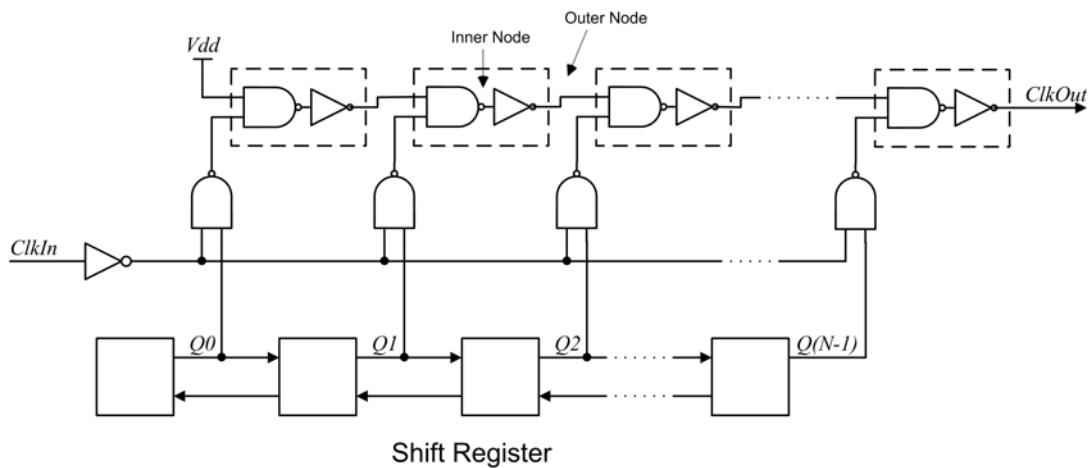 Outer Node
Inner Node
Vdd
ClkOut
ClkIn
Q0
Q1
Q2
Q(N-1)
Shift Register